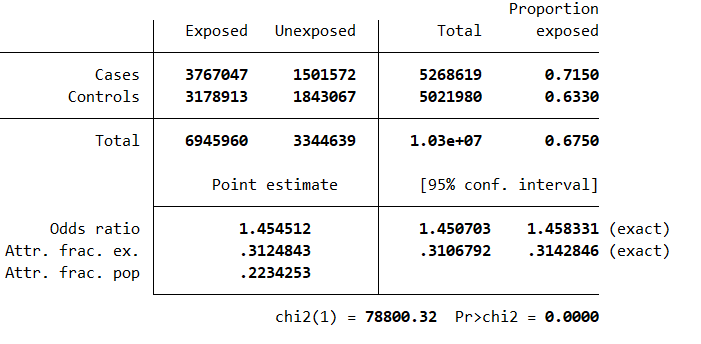 Proportion
Exposed Unexposed Total exposed
Cases 3767047 1501572 5268619 0.7150
Controls 3178913 1843067 5021980 0.6330
Total 6945960 3344639 1.03e+07 0.6750
Point estimate [95% conf. interval]
Odds ratio 1.454512 1.450703 1.458331 (exact)
Attr. frac. ex. .3124843 .3106792 .3142846 (exact)
Attr. frac. pop .2234253
chi2(1) = 78800.32 Pr>chi2 = 0.0000